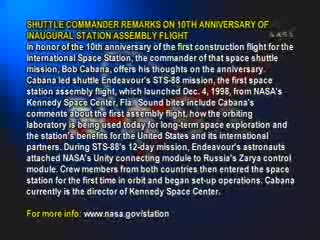 SHUTTLE COMMANDER REMARKS ON 10TH ANNIVERSARY OF
INAUGURAL STATION ASSEMBLY FLIGHT
NASA
In honor of the 10th anniversary of the first construction flight for the
International Space Station, the commander of that space shuttle
mission, Bob Cabana, offers his thoughts on the anniversary.
Cabana led shuttle Endeavour's STS-88 mission, the first space
station assembly flight, which launched Dec. 4, 1998, from NASA's
Kennedy Space Center, Fla. Sound bites include Cabana's
comments about the first assembly flight, how the orbiting
laboratory is being used today for long-term space exploration and
the station's benefits for the United States and its international
partners. During STS-88's 12-day mission, Endeavour's astronauts
attached NASA's Unity connecting module to Russia's Zarya control
module. Crew members from both countries then entered the space
station for the first time in orbit and began set-up operations. Cabana
currently is the director of Kennedy Space Center.
For more info: www.nasa.gov/station